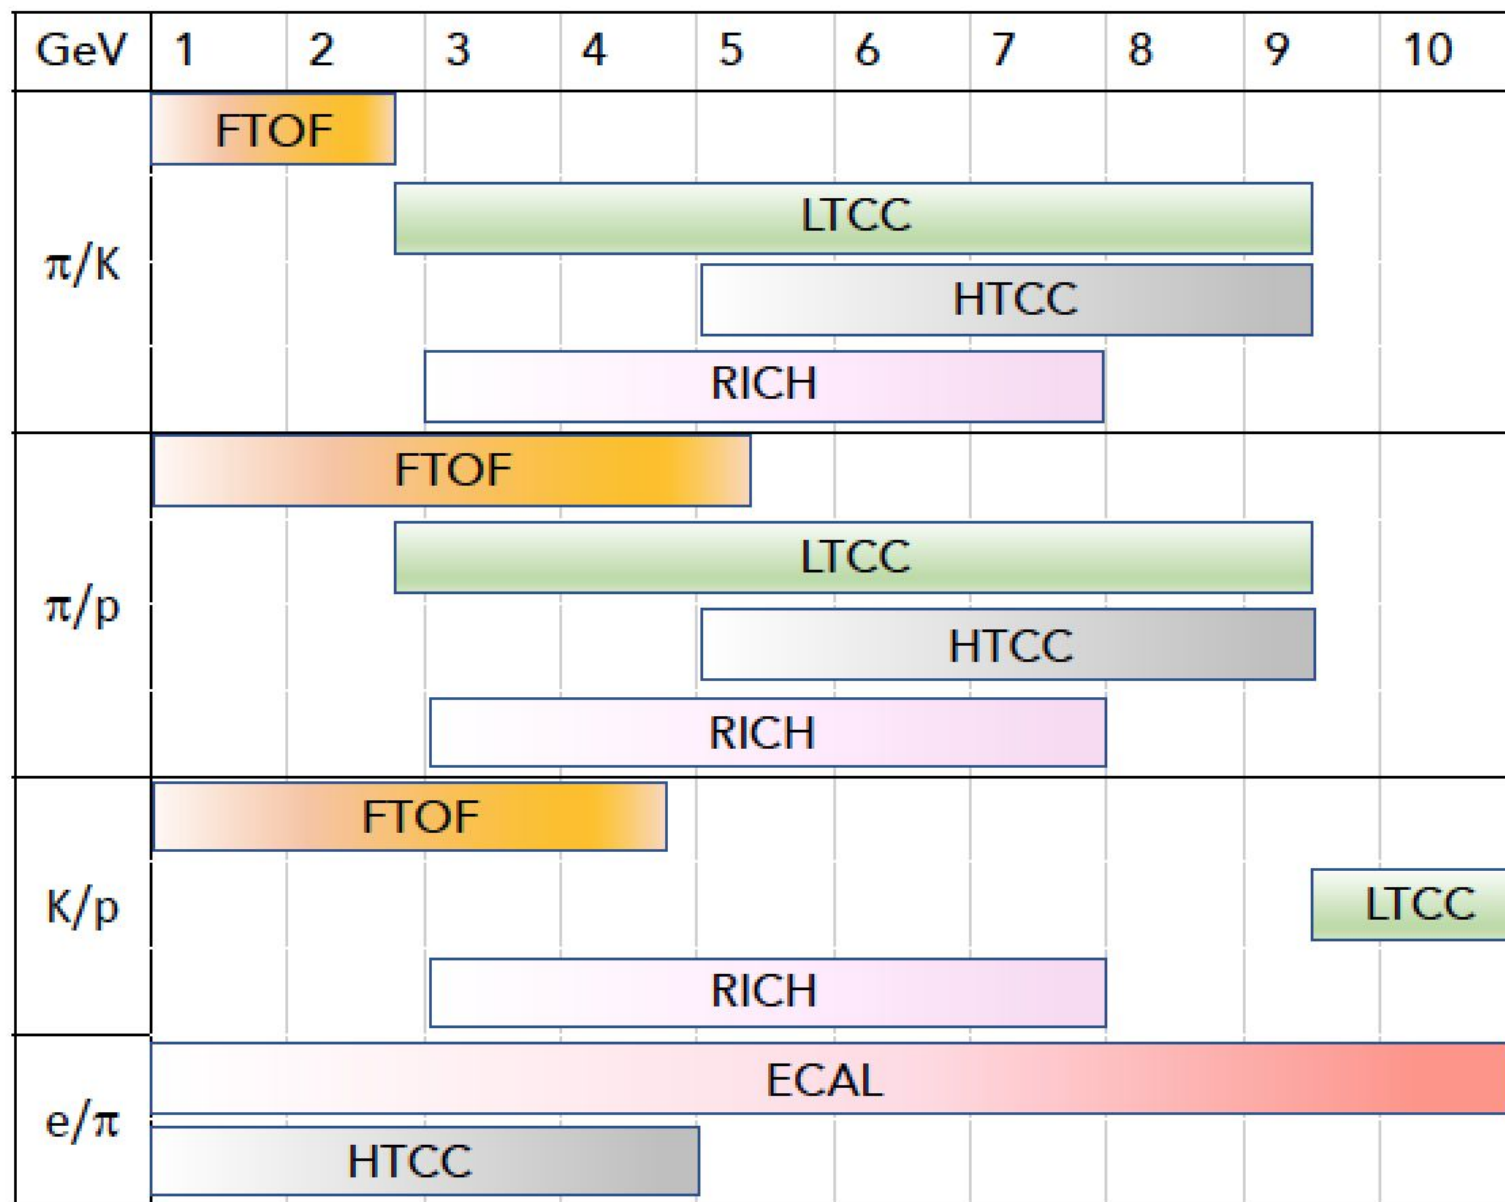 GeV 1 2 3 4 5 6 7 8 9 10
FTOF
LTCC
π/K
HTCC
RICH
FTOF
LTCC
π/p
HTCC
RICH
FTOF
K/p
LTCC
RICH
ECAL
e/π
HTCC